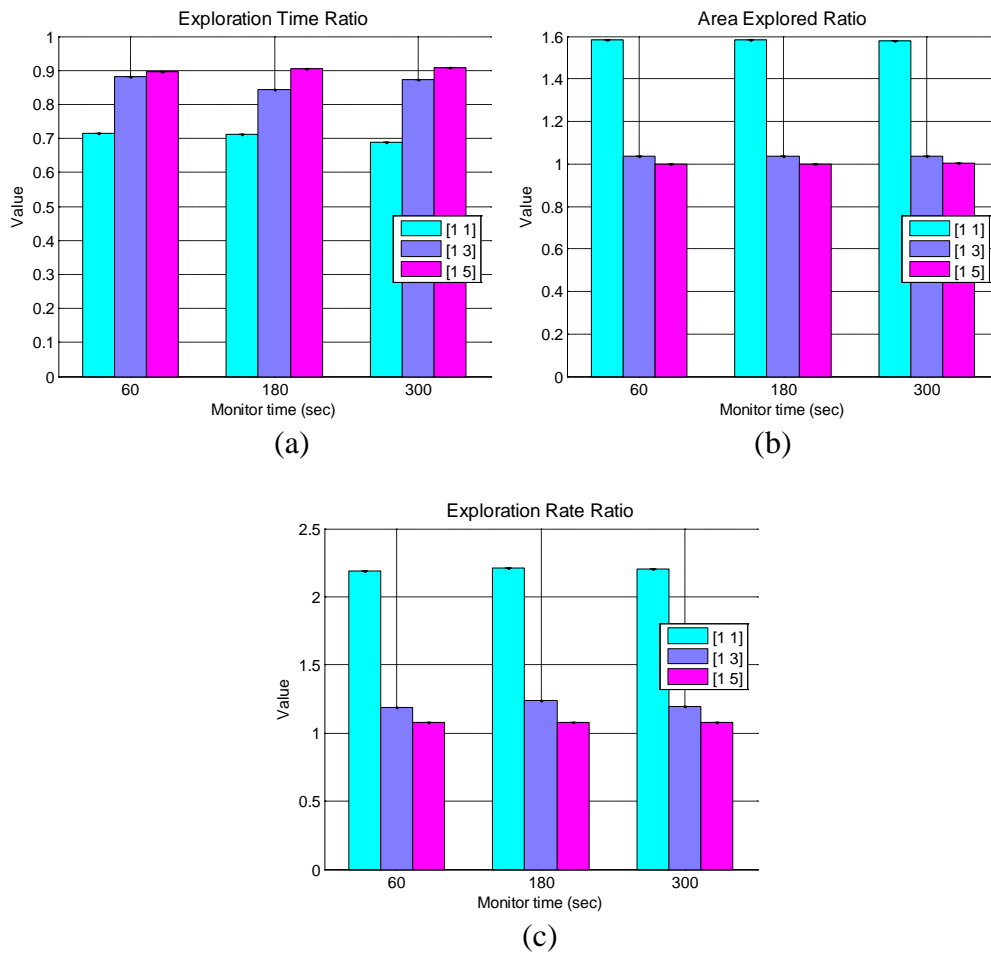 Exploration Time Ratio
1
0.9
0.8
0.7
0.6
0.5
0.4
0.3
0.2
0.1
0
Value
[1 1]
[1 3]
[1 5]
60 180 300
Monitor time (sec)
(a)
Area Explored Ratio
1.6
1.4
1.2
1
0.8
0.6
0.4
0.2
0
Value
[1 1]
[1 3]
[1 5]
60 180 300
Monitor time (sec)
(b)
Exploration Rate Ratio
2.5
2
1.5
1
0.5
0
Value
[1 1]
[1 3]
[1 5]
60 180 300
Monitor time (sec)
(c)